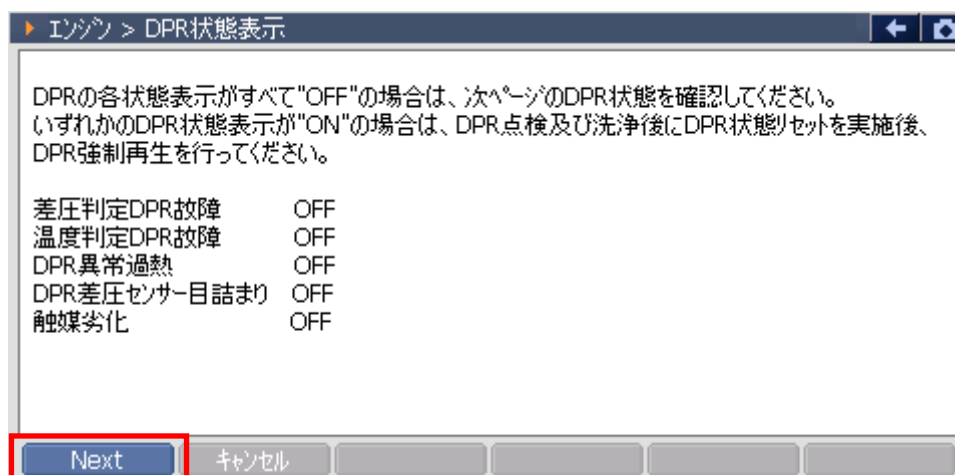 エンジン > DPR状態表示
DPRの各状態表示がすべて"OFF"の場合は、次ページのDPR状態を確認してください。
いずれかのDPR状態表示が"ON"の場合は、DPR点検及び洗浄後にDPR状態リセットを実施後、
DPR強制再生を行ってください。
差圧判定DPR故障 OFF
温度判定DPR故障 OFF
DPR異常過熱 OFF
DPR差圧センサー目詰まり OFF
触媒劣化 OFF
Next キャンセル